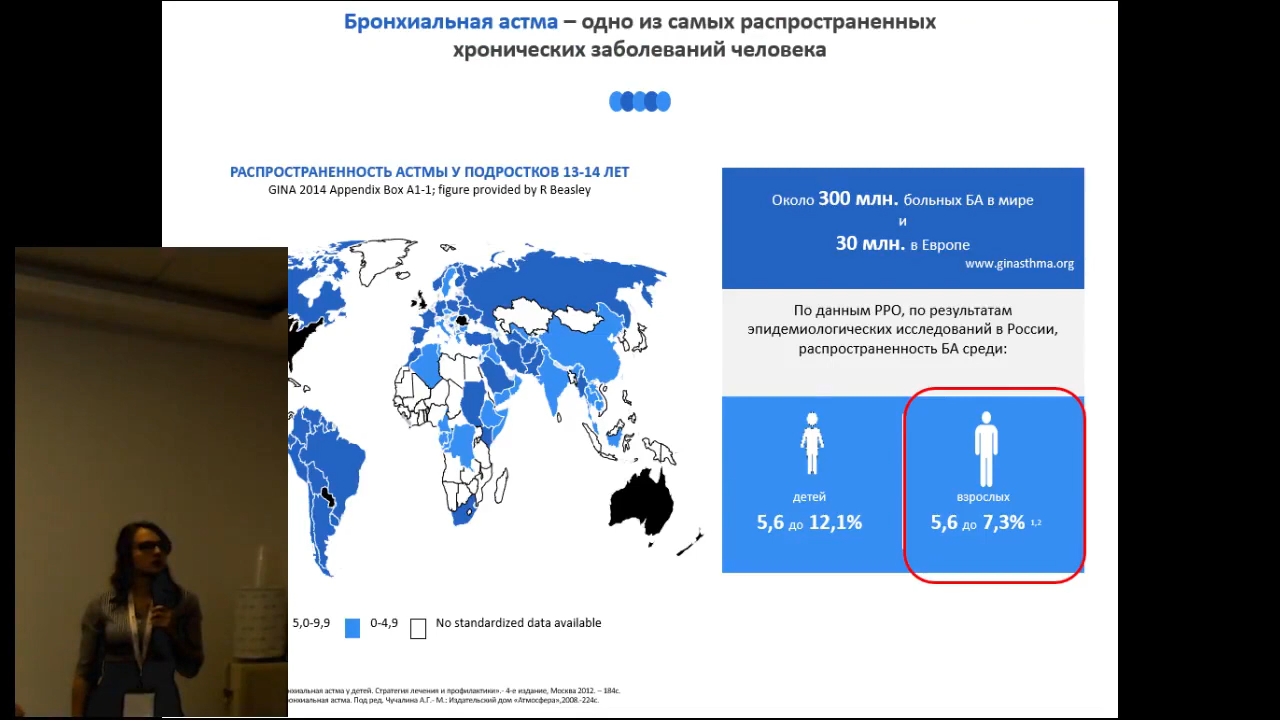 Бронхиальная астма – одно из самых распространенных
хронических заболеваний человека
РАСПРОСТРАНЕННОСТЬ АСТМЫ У ПОДРОСТКОВ 13-14 ЛЕТ
GINA 2014 Appendix Box A1-1; figure provided by R Beasley
Около 300 млн. больных БА в мире
и
30 млн. в Европе
www.ginasthma.org
По данным РРО, по результатам
эпидемиологических исследований в России,
распространенность БА среди:
детей
5,6 до 12,1%
взрослых
5,6 до 7,3% 1,2
5,0-9,9
0-4,9
No standardized data available
астма у детей. Стратегия лечения и профилактики».- 4-е издание, Москва 2012. – 184с.
астма. Под ред. Чучалина А.Г.- М.: Издательский дом «Атмосфера»,2008.-224с.